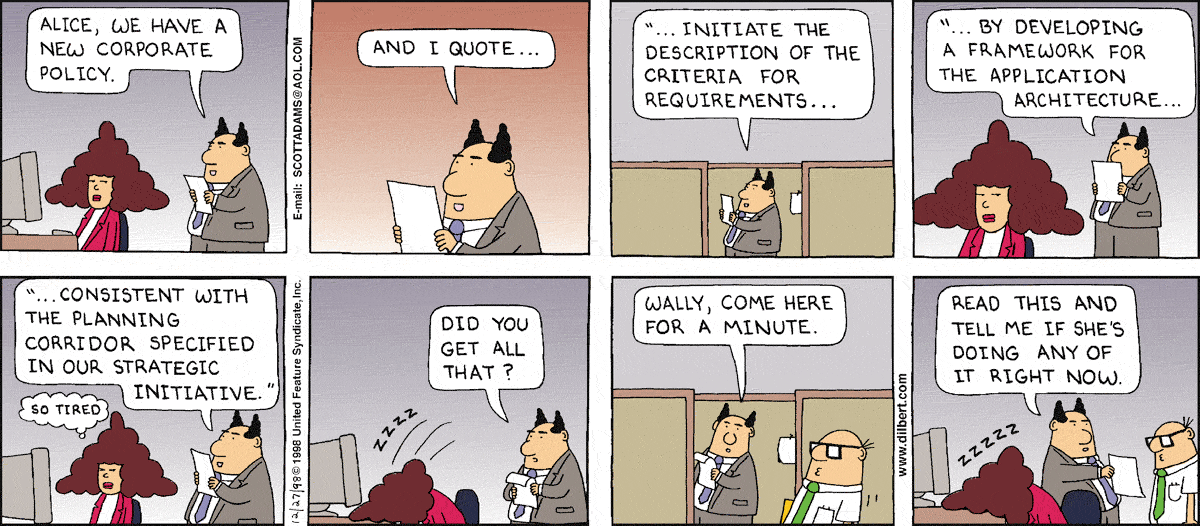 ALICE, WE HAVE A
NEW CORPORATE
POLICY.
E-mail: SCOTTADAMS@AOL.COM
AND I QUOTE...
"... INITIATE THE
DESCRIPTION OF THE
CRITERIA FOR
REQUIREMENTS...
"... BY DEVELOPING
A FRAMEWORK FOR
THE APPLICATION
ARCHITECTURE...
"... CONSISTENT WITH
THE PLANNING
CORRIDOR SPECIFIED
IN OUR STRATEGIC
INITIATIVE."
SO TIRED
12/27/98 © 1998 United Feature Syndicate, Inc.
ZZZZ
DID YOU
GET ALL
THAT?
WALLY, COME HERE
FOR A MINUTE.
www.dilbert.com
READ THIS AND
TELL ME IF SHE'S
DOING ANY OF
IT RIGHT NOW.
ZZZZZ